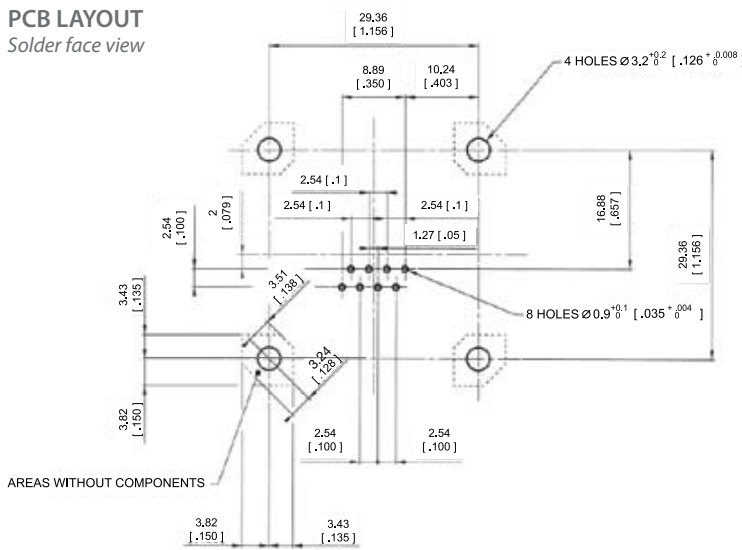 PCB LAYOUT
Solder face view
29.36
[ 1.156 ]
4 HOLES Ø 3.2 +0.2 0 [ .126 + 0.008 0
8.89
[ .350 ]
10.24
[ .403 ]
2.54 [ .1 ]
2.54 [ .1 ]
2.54 [ .1 ]
2
[ .079 ]
2.54
[ .100 ]
1.27 [ .05 ]
16.88
[ .657 ]
29.36
[ 1.156 ]
3.51
[ .138 ]
3.43
[ .135 ]
8 HOLES Ø 0.9 +0.1 0 [ .035 + .004 0 ]
3.24
[ .128 ]
3.82
[ .150 ]
2.54
[ .100 ]
2.54
[ .100 ]
AREAS WITHOUT COMPONENTS
3.82
[ .150 ]
3.43
[ .135 ]